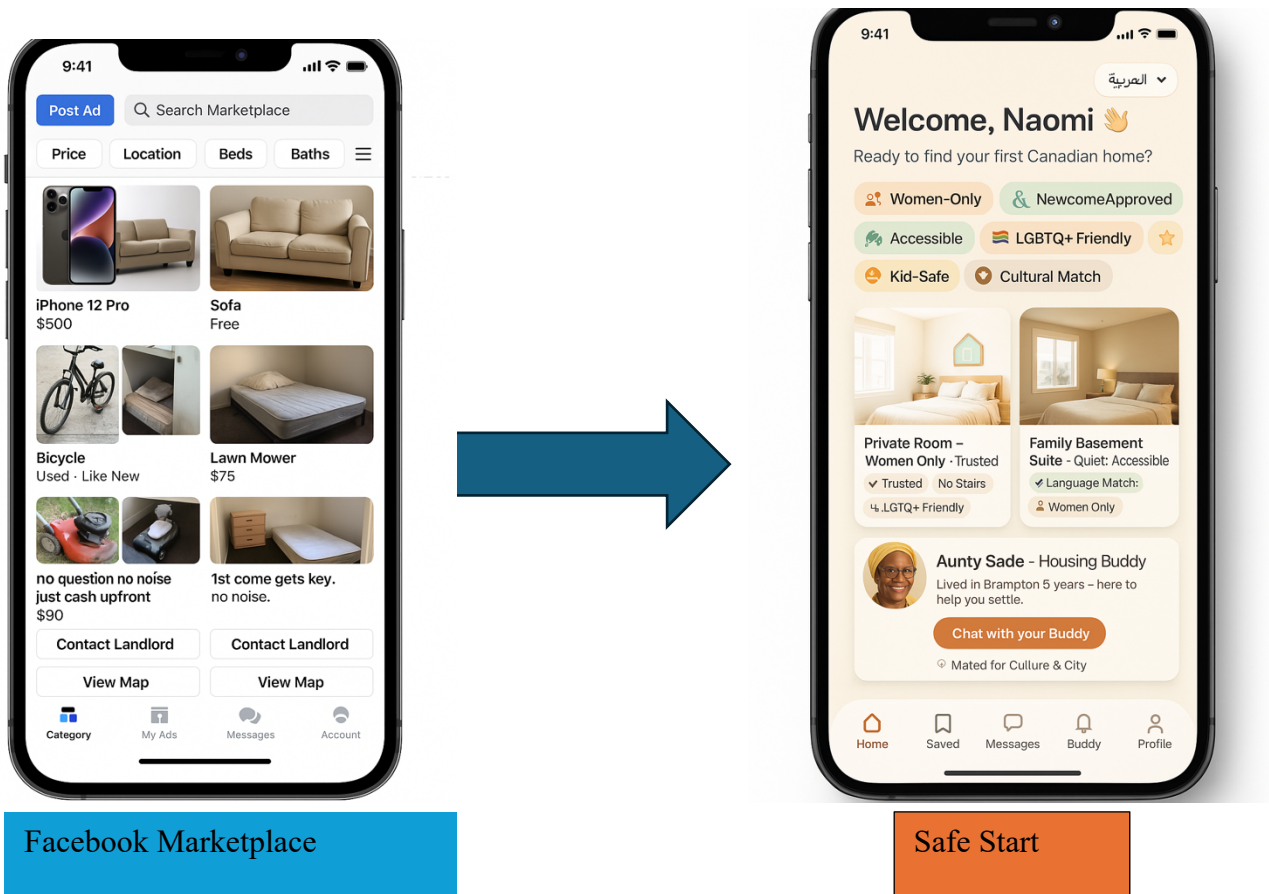 9:41
Post Ad
Search Marketplace
Price Location Beds Baths
iPhone 12 Pro
$500
Sofa
Free
Bicycle
Used · Like New
Lawn Mower
$75
no question no noise
just cash upfront
$90
1st come gets key.
no noise.
Contact Landlord
Contact Landlord
View Map
View Map
Category
My Ads
Messages
Account
Facebook Marketplace
9:41
العربية
Welcome, Naomi 👋
Ready to find your first Canadian home?
Women-Only
& NewcomeApproved
Accessible
LGBTQ+ Friendly
Kid-Safe
Cultural Match
Private Room –
Women Only · Trusted
Trusted
No Stairs
.LGTQ+ Friendly
Family Basement
Suite - Quiet: Accessible
Language Match:
Women Only
Aunty Sade - Housing Buddy
Lived in Brampton 5 years – here to
help you settle.
Chat with your Buddy
Mated for Cullure & City
Home
Saved
Messages
Buddy
Profile
Safe Start